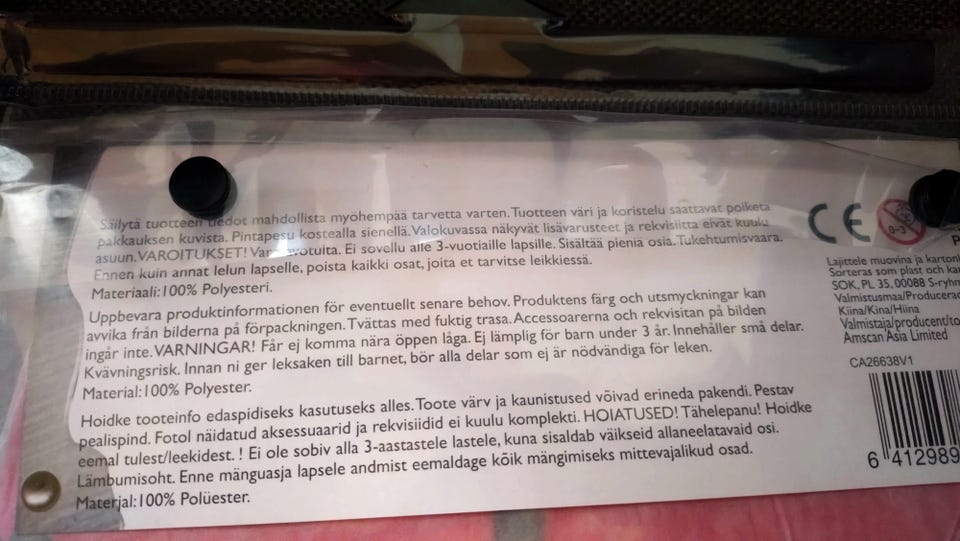 Säilytä tuotteen tiedot mahdollista myöhempää tarvetta varten. Tuotteen väri ja koristelu saattavat poiketa
pakkauksen kuvista. Pintapesu kostealla sienellä. Valokuvassa näkyvät lisävarusteet ja rekvisiitta eivät kuulu
asuun. VAROITUKSET! Varo avotuita. Ei sovellu alle 3-vuotiaille lapsille. Sisältää pieniä osia. Tukehtumisvaara.
Ennen kuin annat lelun lapselle, poista kaikki osat, joita et tarvitse leikkiessä.
Materiaali: 100% Polyesteri.
Uppbevara produktinformationen för eventuellt senare behov. Produktens färg och utsmyckningar kan
avvika från bilderna på förpackningen. Tvättas med fuktig trasa. Accessoarerna och rekvisitan på bilden
ingår inte. VARNINGAR! Får ej komma nära öppen låga. Ej lämplig för barn under 3 år. Innehåller små delar.
Kvävningsrisk. Innan ni ger leksaken till barnet, bör alla delar som ej är nödvändiga för leken.
Material: 100% Polyester.
Hoidke tooteinfo edaspidiseks kasutuseks alles. Toote värv ja kaunistused võivad erineda pakendi. Pestav
pealispind. Fotol näidatud aksessuaarid ja rekvisiidid ei kuulu komplekti. HOIATUSED! Tähelepanu! Hoidke
eemal tulest/leekidest. ! Ei ole sobiv alla 3-aastastele lastele, kuna sisaldab väikseid allaneelatavaid osi.
Lämbumisoht. Enne mänguasja lapsele andmist eemaldage kõik mängimiseks mittevajalikud osad.
Materjal: 100% Polüester.
CE
0-3
Lajittele muovina ja
Sorteras som plast och
SOK, PL 35, 00088
Valmistusmaa/
Kiina/Kina/Hiina
Valmistaja/producent/
Amscan Asia Limited
CA26638V1
6 412989